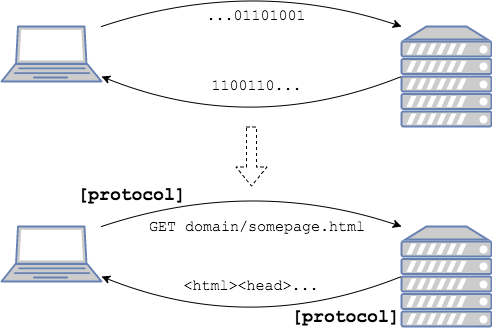 ...01101001
1100110...
[protocol]
GET domain/somepage.html
<html><head>...
[protocol]